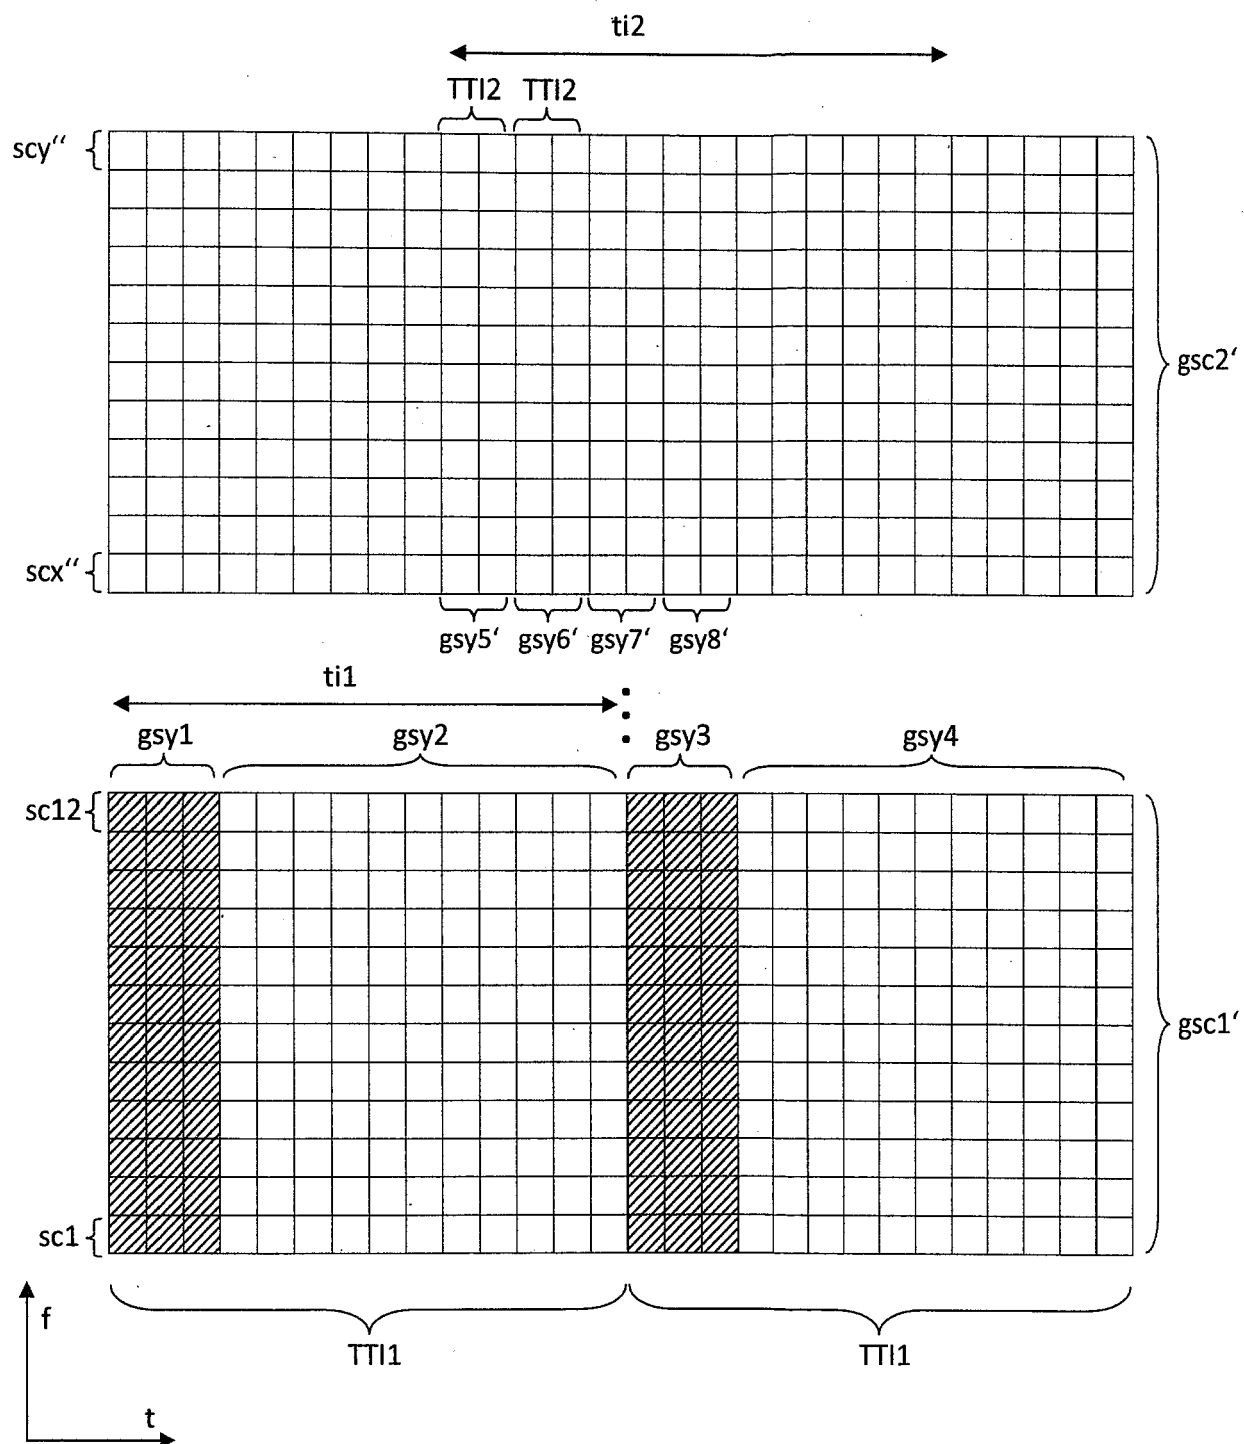 ti2
TTI2 TTI2
scy“
gsc2‘
scx“
gsy5‘ gsy6‘ gsy7‘ gsy8‘
ti1
gsy1 gsy2 gsy3 gsy4
sc12
gsc1‘
sc1
f
TTI1 TTI1
t